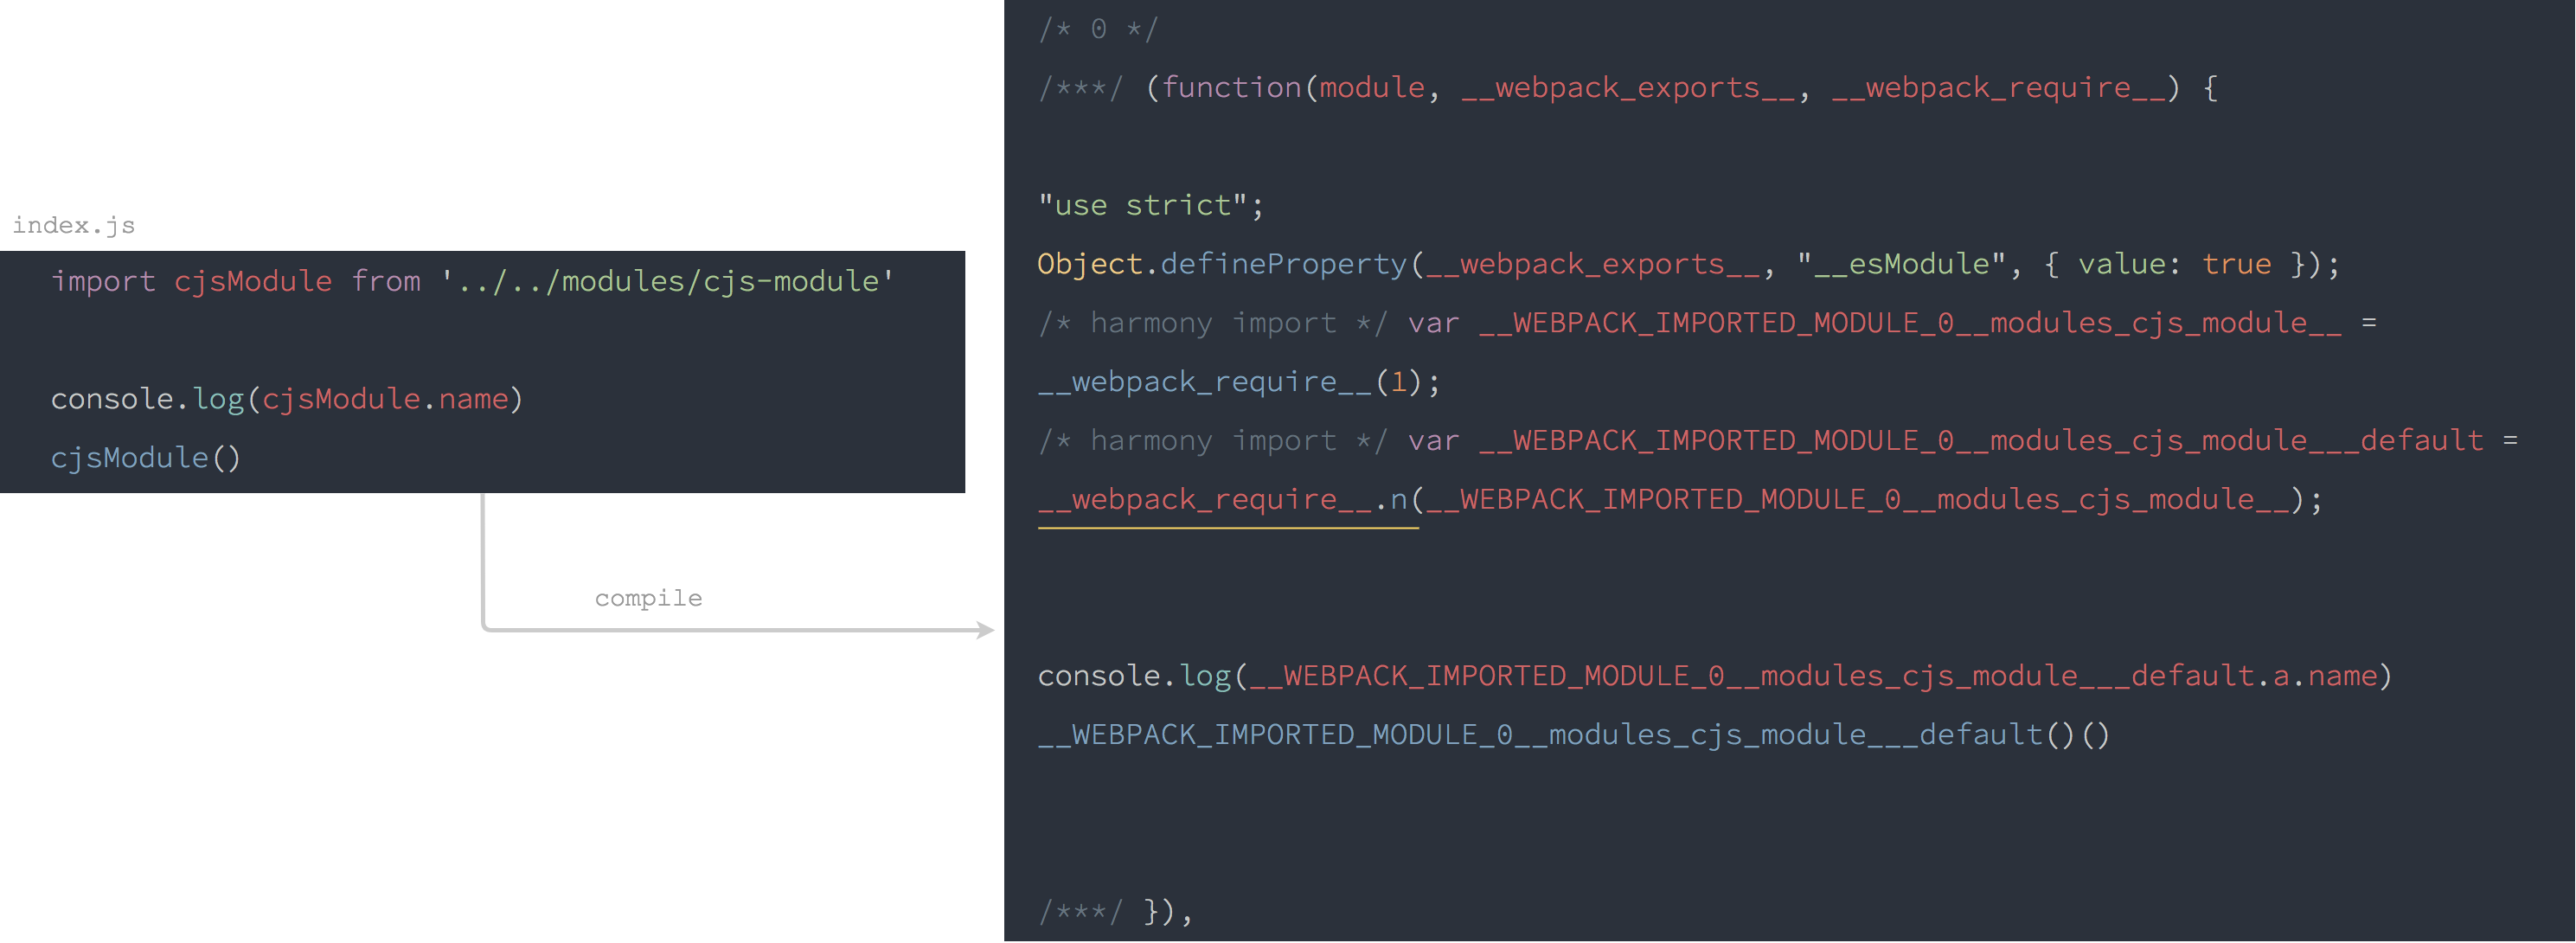 index.js
import cjsModule from '../../modules/cjs-module'
console.log(cjsModule.name)
cjsModule()
compile
/* 0 */
/***/ (function(module, __webpack_exports__, __webpack_require__) {
"use strict";
Object.defineProperty(__webpack_exports__, "__esModule", { value: true });
/* harmony import */ var __WEBPACK_IMPORTED_MODULE_0__modules_cjs_module__ =
__webpack_require__(1);
/* harmony import */ var __WEBPACK_IMPORTED_MODULE_0__modules_cjs_module___default =
__webpack_require__.n(__WEBPACK_IMPORTED_MODULE_0__modules_cjs_module__);
console.log(__WEBPACK_IMPORTED_MODULE_0__modules_cjs_module___default.a.name)
__WEBPACK_IMPORTED_MODULE_0__modules_cjs_module___default()()
/***/ }),